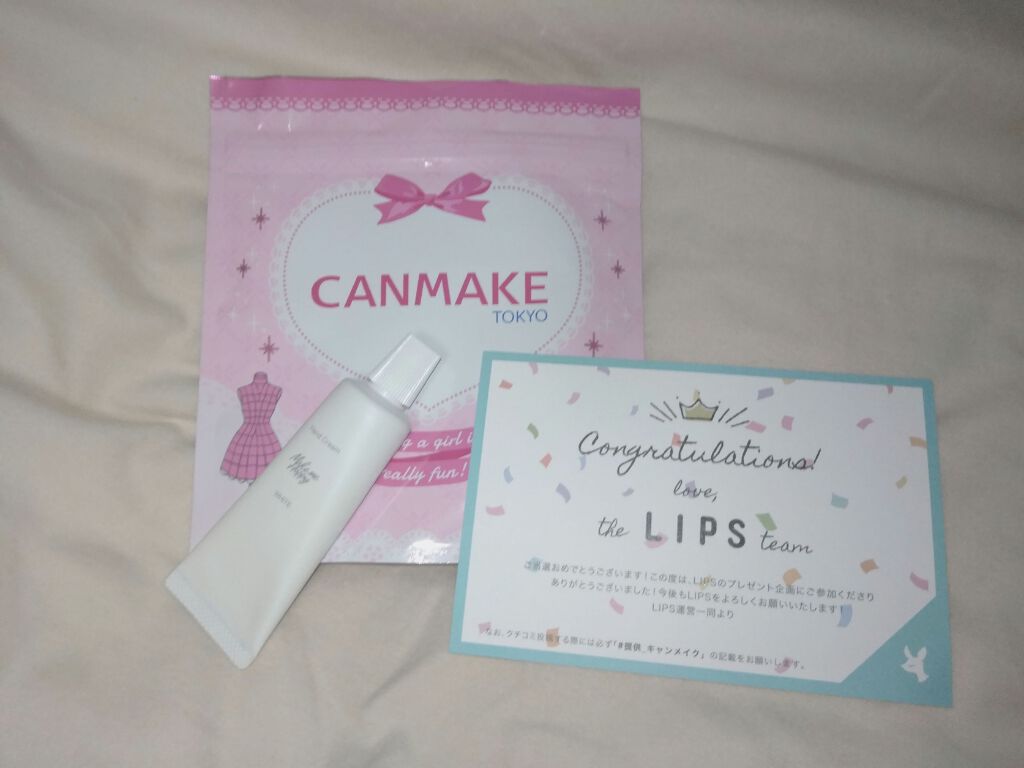 CANMAKE
TOKYO
g a girl i
eally fun!
Hand Cream
Make me Happy
WHITE
Congratulations!
love,
the LIPS team
ご当選おめでとうございます！この度は、LIPSのプレゼント企画にご参加くださり
ありがとうございました！今後もLIPSをよろしくお願いいたします！
LIPS運営一同より
なお、クチコミ投稿する際には必ず「#提供_キャンメイク」の記載をお願いします。